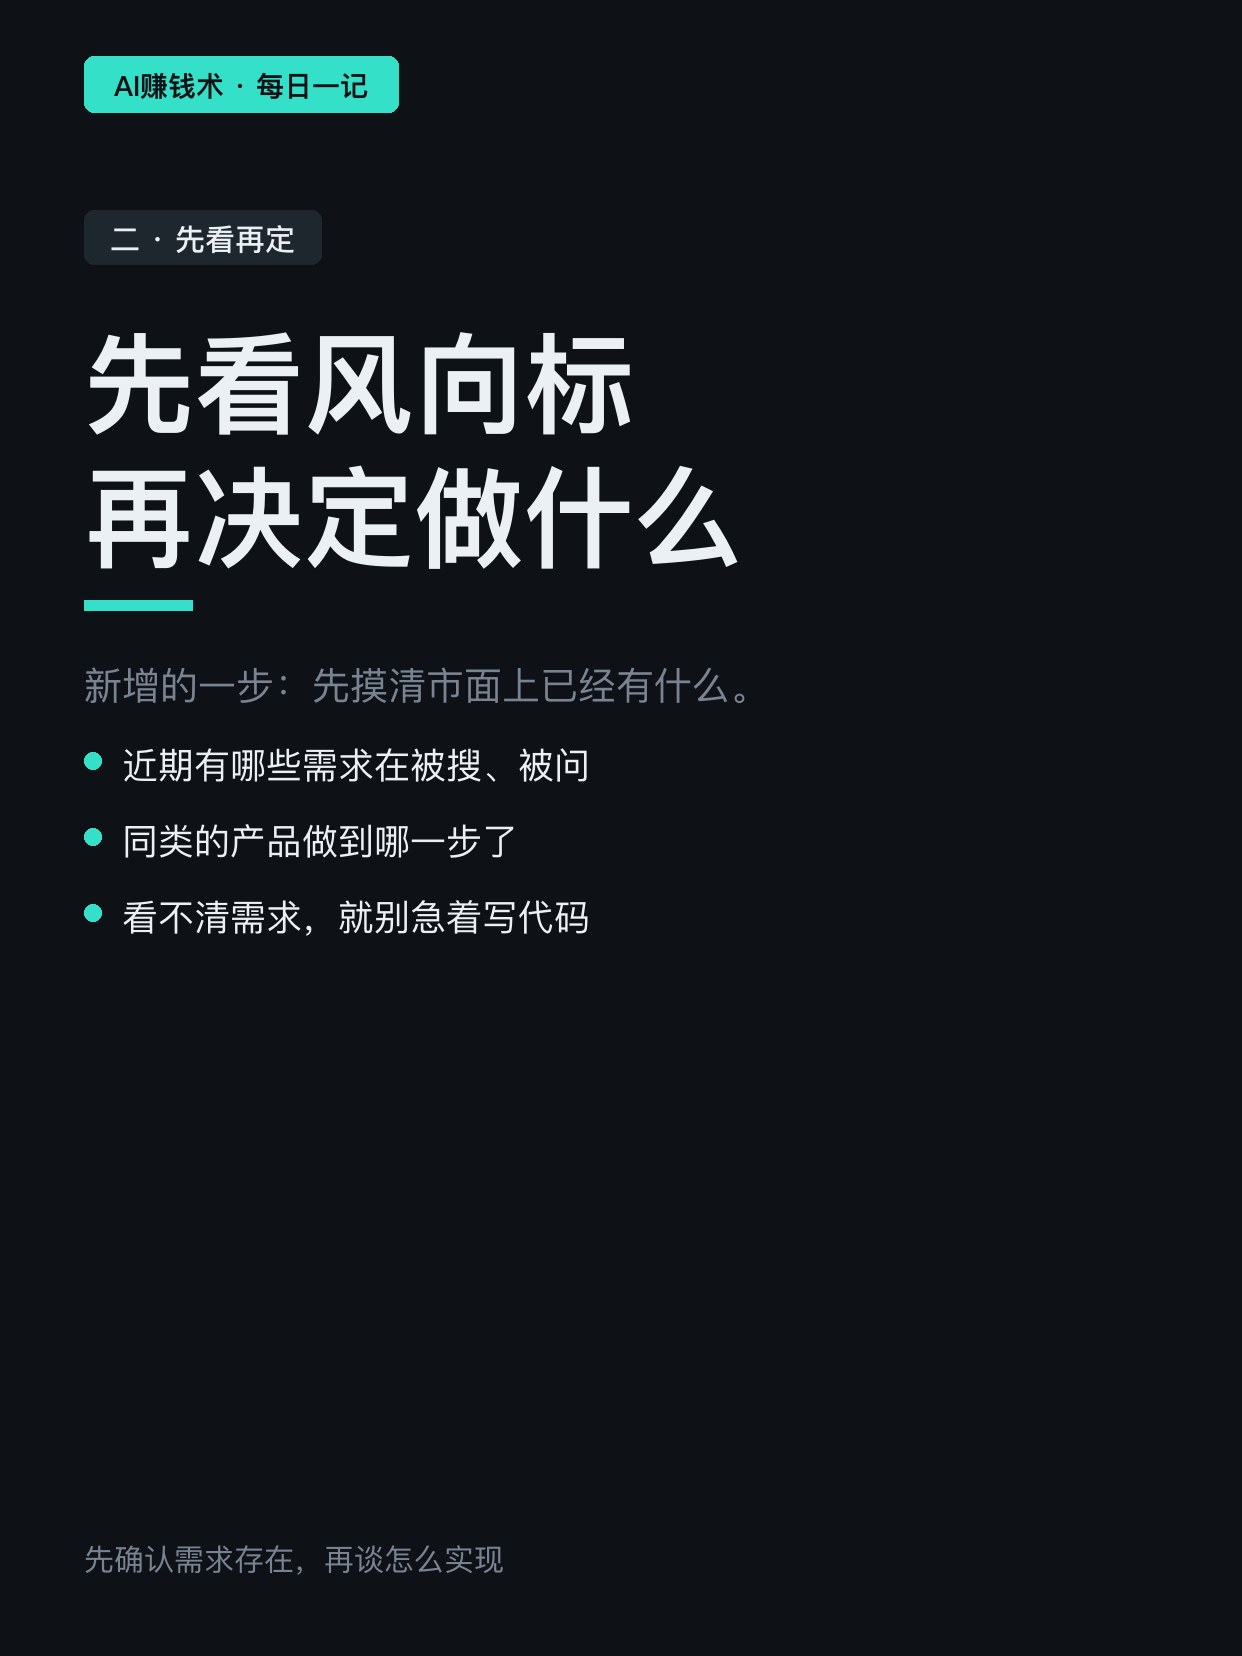 AI赚钱术 · 每日一记
二 · 先看再定
先看风向标
再决定做什么
新增的一步：先摸清市面上已经有什么。
近期有哪些需求在被搜、被问
同类的产品做到哪一步了
看不清需求，就别急着写代码
先确认需求存在，再谈怎么实现